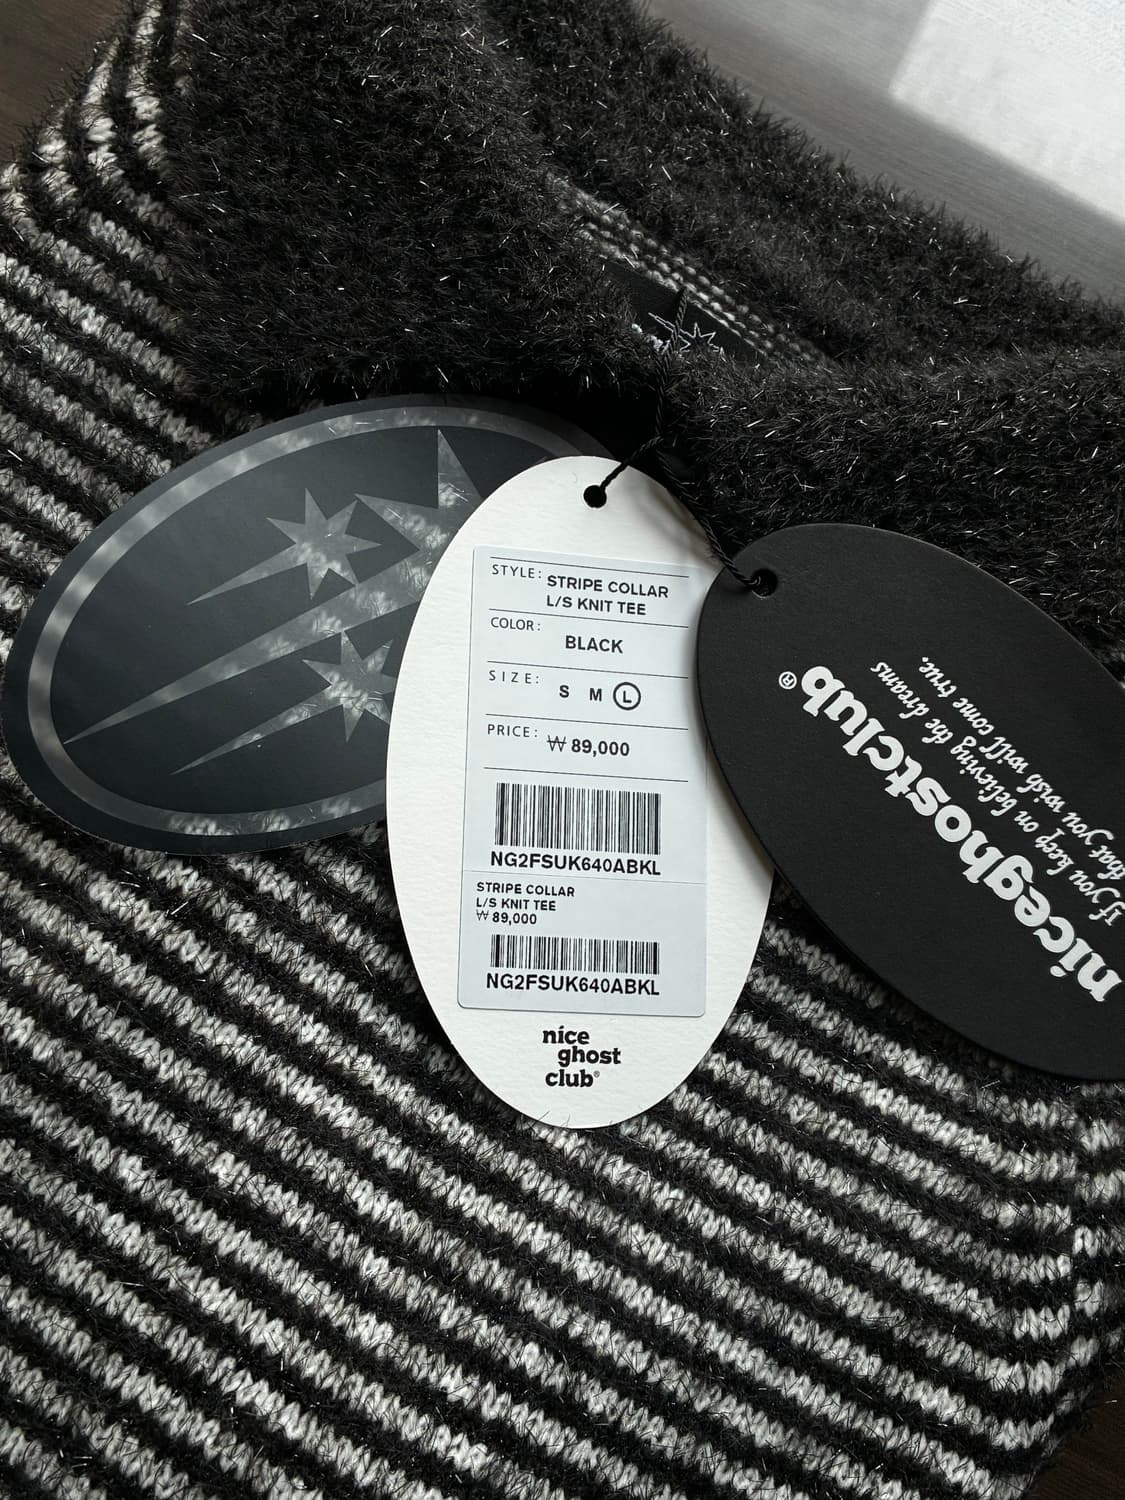 STYLE: STRIPE COLLAR
L/S KNIT TEE
COLOR: BLACK
SIZE: S M L
PRICE: ₩ 89,000
NG2FSUK640ABKL
STRIPE COLLAR
L/S KNIT TEE
₩ 89,000
NG2FSUK640ABKL
nice
ghost
club®
niceghostclub®
If you keep on believing the dreams
that you wish will come true.